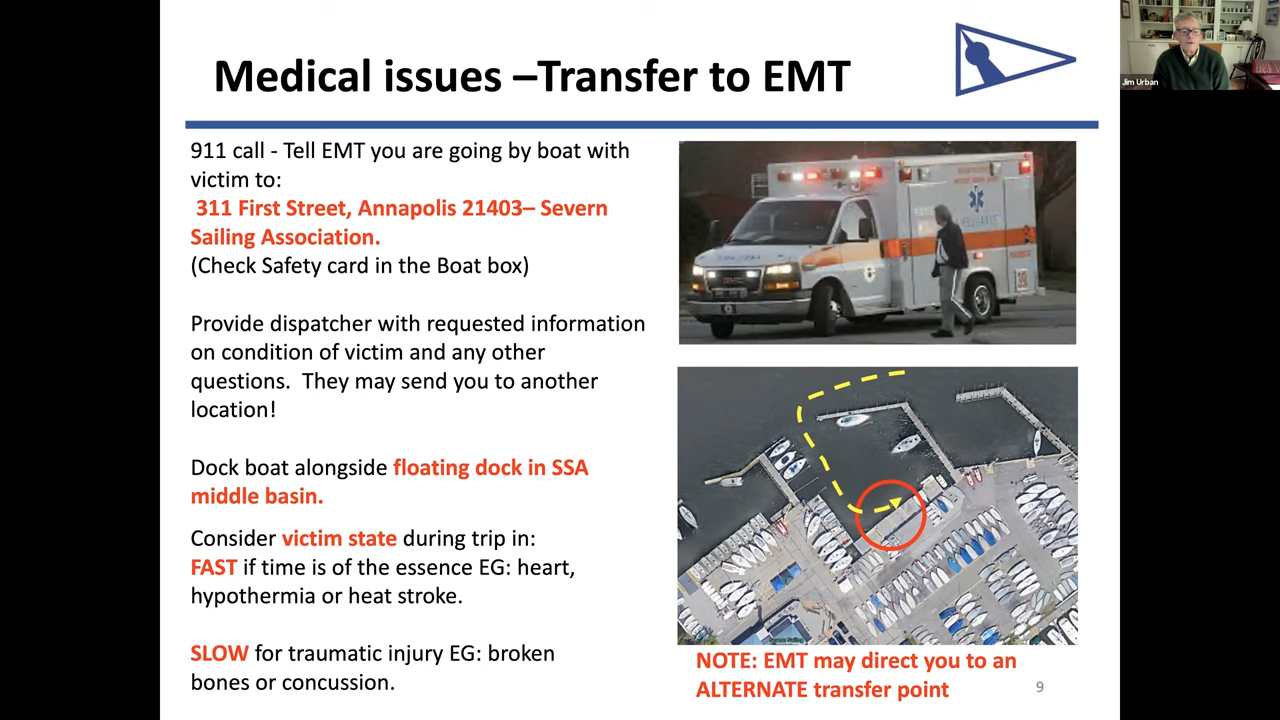 Medical issues –Transfer to EMT
Jim Urban
911 call - Tell EMT you are going by boat with
victim to:
311 First Street, Annapolis 21403– Severn
Sailing Association.
(Check Safety card in the Boat box)
Provide dispatcher with requested information
on condition of victim and any other
questions.  They may send you to another
location!
Dock boat alongside floating dock in SSA
middle basin.
Consider victim state during trip in:
FAST if time is of the essence EG: heart,
hypothermia or heat stroke.
SLOW for traumatic injury EG: broken
bones or concussion.
NOTE: EMT may direct you to an
ALTERNATE transfer point
9